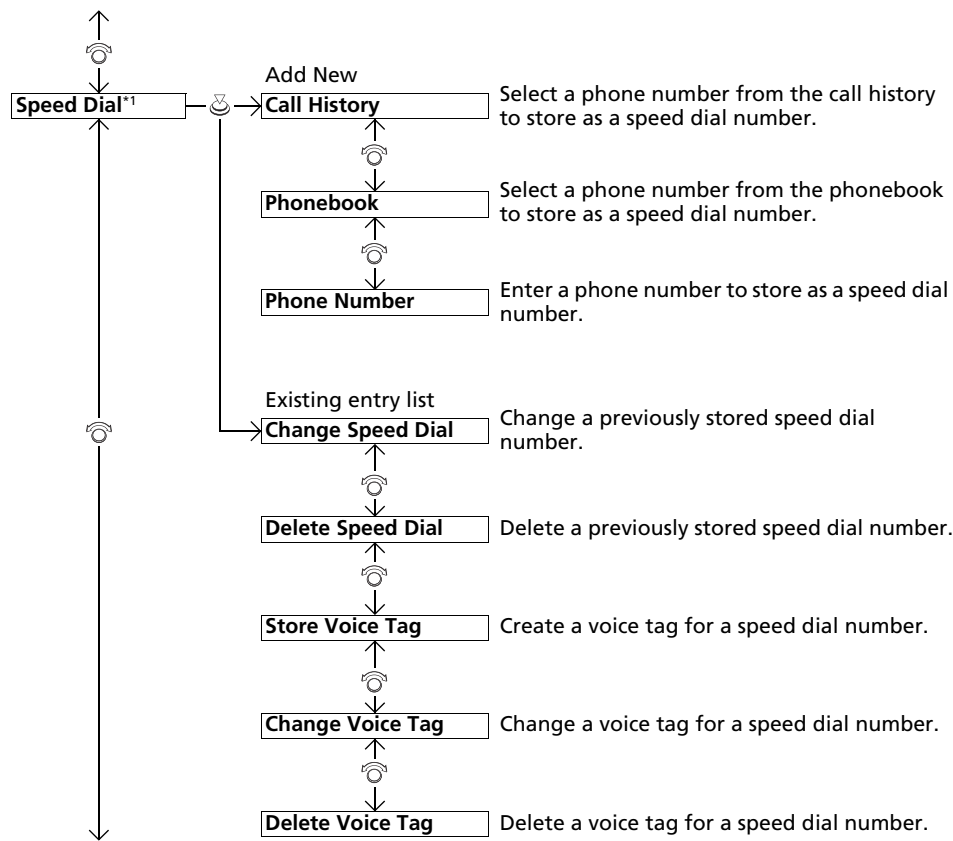 Add New
Speed Dial*1
Call History
Select a phone number from the call history
to store as a speed dial number.
Phonebook
Select a phone number from the phonebook
to store as a speed dial number.
Phone Number
Enter a phone number to store as a speed dial
number.
Existing entry list
Change Speed Dial
Change a previously stored speed dial
number.
Delete Speed Dial
Delete a previously stored speed dial number.
Store Voice Tag
Create a voice tag for a speed dial number.
Change Voice Tag
Change a voice tag for a speed dial number.
Delete Voice Tag
Delete a voice tag for a speed dial number.